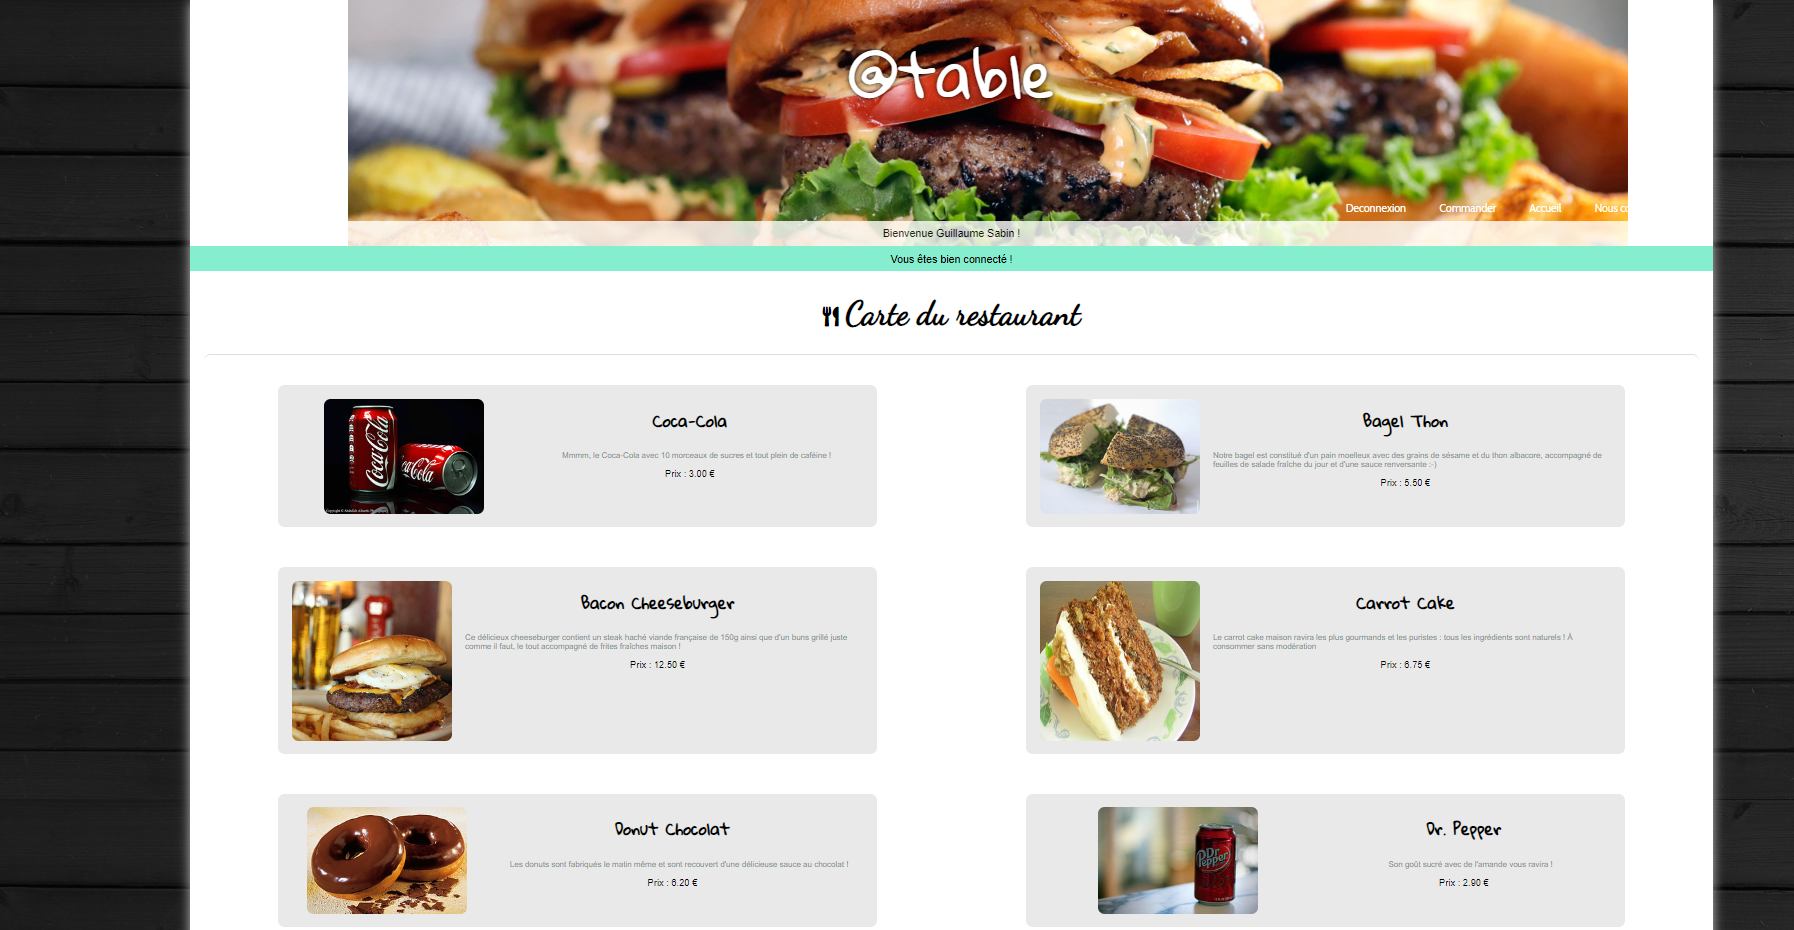 @table
Deconnexion Commander Accueil Nous co
Bienvenue Guillaume Sabin !
Vous êtes bien connecté !
Carte du restaurant
Coca-Cola
Mmmm, le Coca-Cola avec 10 morceaux de sucres et tout plein de caféine !
Prix : 3.00 €
Coca-Cola
Coca-Cola
Bagel Thon
Notre bagel est constitué d'un pain moelleux avec des grains de sésame et du thon albacore, accompagné de
feuilles de salade fraîche du jour et d'une sauce renversante :-)
Prix : 5.50 €
Bacon Cheeseburger
Ce délicieux cheeseburger contient un steak haché viande française de 150g ainsi que d'un buns grillé juste
comme il faut, le tout accompagné de frites fraîches maison !
Prix : 12.50 €
Carrot Cake
Le carrot cake maison ravira les plus gourmands et les puristes : tous les ingrédients sont naturels ! À
consommer sans modération
Prix : 6.75 €
Donut Chocolat
Les donuts sont fabriqués le matin même et sont recouvert d'une délicieuse sauce au chocolat !
Prix : 6.20 €
Dr. Pepper
Son goût sucré avec de l'amande vous ravira !
Prix : 2.90 €
Dr
Pepper